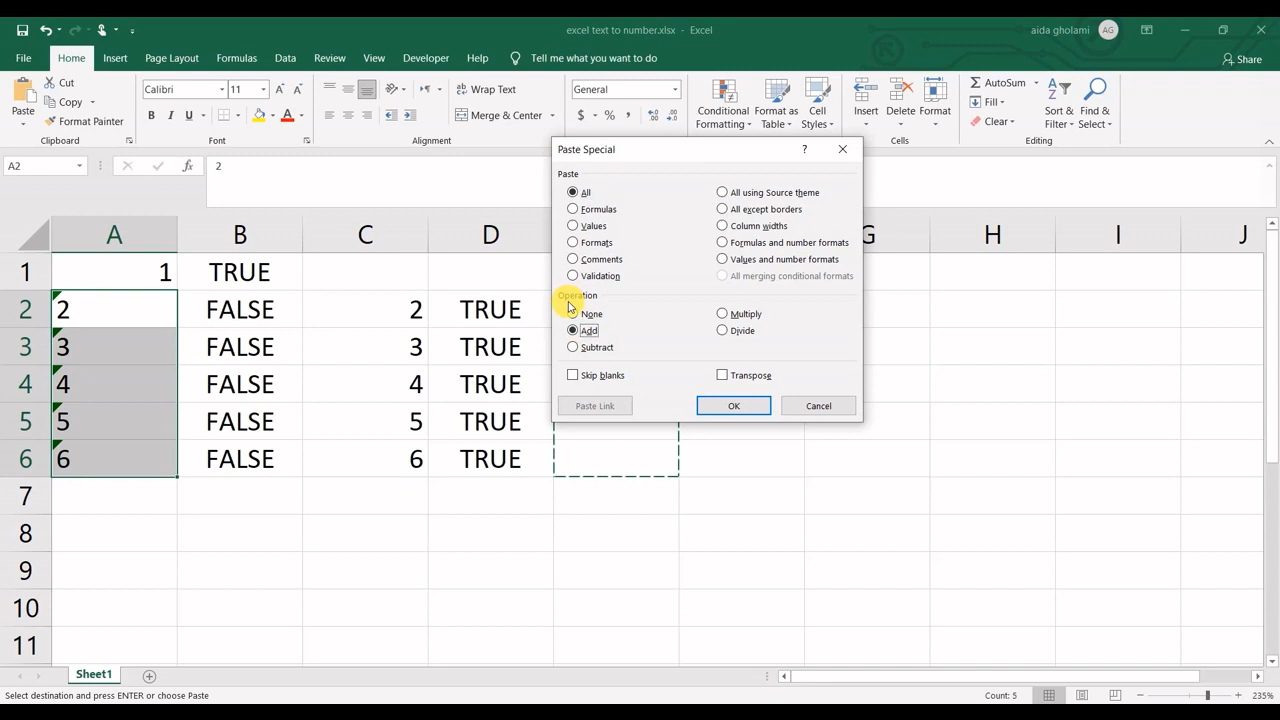 excel text to number.xlsx - Excel
aida gholami AG
File Home Insert Page Layout Formulas Data Review View Developer Help Tell me what you want to do Share
Paste
Cut
Copy
Format Painter
Clipboard
Calibri 11
B I U
Font
Wrap Text
Merge & Center
Alignment
General
$ % ,
Conditional Formatting
Format as Table
Cell Styles
Insert Delete Format
Cells
AutoSum
Fill
Clear
Sort & Filter
Find & Select
Editing
A2 fx 2
A B C D G H I J
1 1 TRUE
2 2 FALSE 2 TRUE
3 3 FALSE 3 TRUE
4 4 FALSE 4 TRUE
5 5 FALSE 5 TRUE
6 6 FALSE 6 TRUE
7
8
9
10
11
Paste Special ?
Paste
All All using Source theme
Formulas All except borders
Values Column widths
Formats Formulas and number formats
Comments Values and number formats
Validation All merging conditional formats
Operation
None Multiply
Add Divide
Subtract
Skip blanks Transpose
Paste Link OK Cancel
Sheet1
Select destination and press ENTER or choose Paste Count: 5 235%